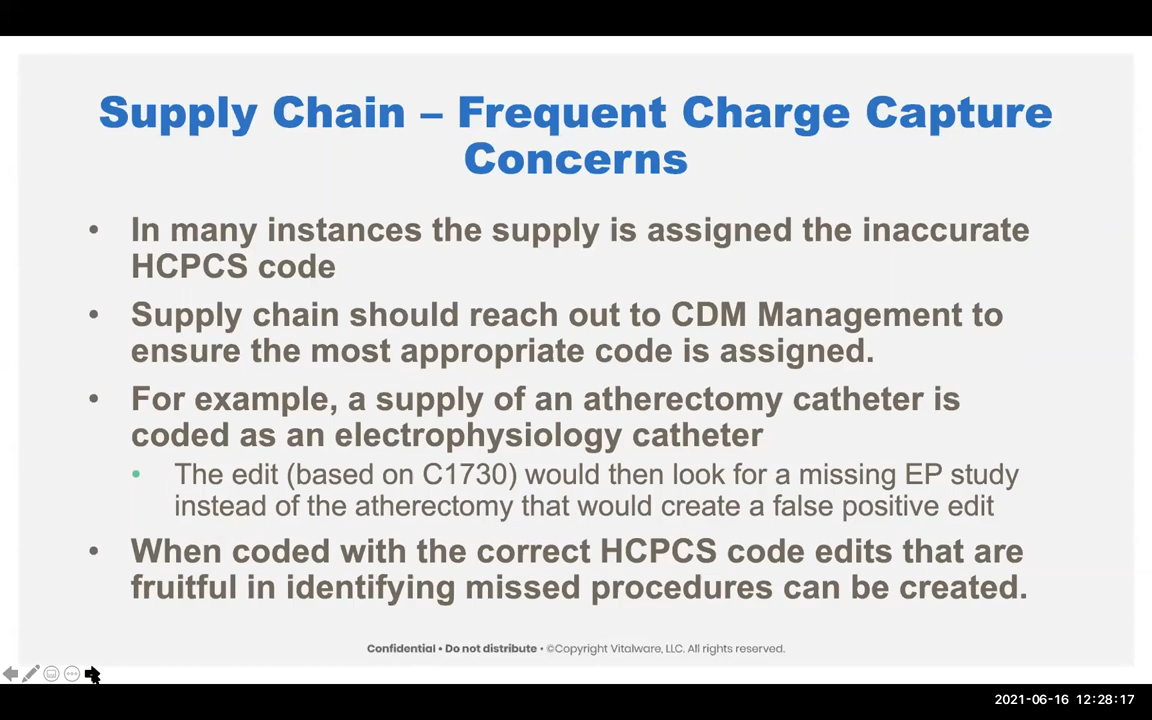 Supply Chain – Frequent Charge Capture
Concerns
• In many instances the supply is assigned the inaccurate
HCPCS code
• Supply chain should reach out to CDM Management to
ensure the most appropriate code is assigned.
• For example, a supply of an atherectomy catheter is
coded as an electrophysiology catheter
• The edit (based on C1730) would then look for a missing EP study
instead of the atherectomy that would create a false positive edit
• When coded with the correct HCPCS code edits that are
fruitful in identifying missed procedures can be created.
Confidential • Do not distribute • ©Copyright Vitalware, LLC. All rights reserved.
2021-06-16 12:28:17